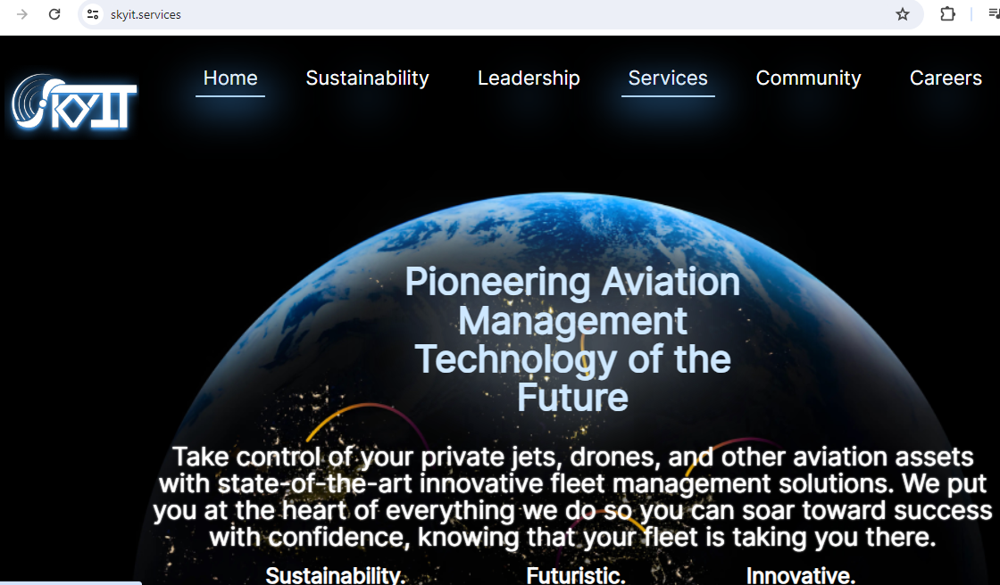 skyit.services
SKYIT
Home Sustainability Leadership Services Community Careers
Pioneering Aviation
Management
Technology of the
Future
Take control of your private jets, drones, and other aviation assets
with state-of-the-art innovative fleet management solutions. We put
you at the heart of everything we do so you can soar toward success
with confidence, knowing that your fleet is taking you there.
Sustainability. Futuristic. Innovative.